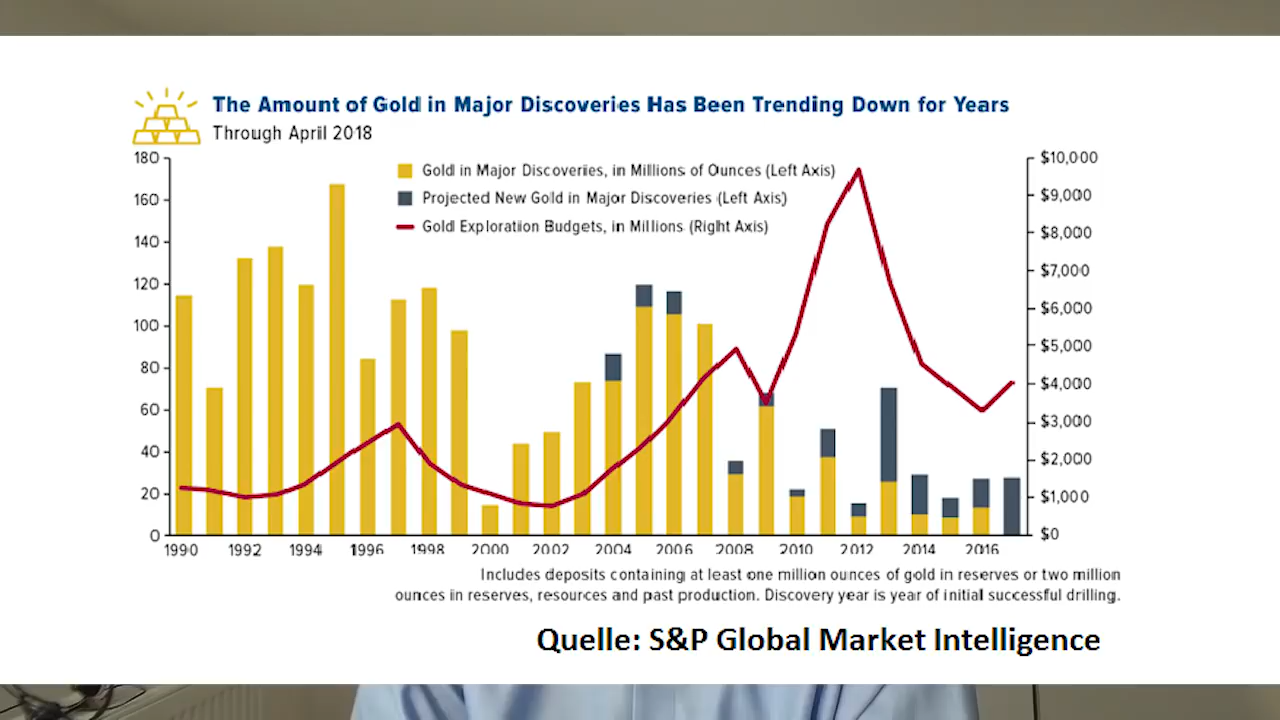 The Amount of Gold in Major Discoveries Has Been Trending Down for Years
Through April 2018
Gold in Major Discoveries, in Millions of Ounces (Left Axis)
Projected New Gold in Major Discoveries (Left Axis)
Gold Exploration Budgets, in Millions (Right Axis)
180
160
140
120
100
80
60
40
20
0
$10,000
$9,000
$8,000
$7,000
$6,000
$5,000
$4,000
$3,000
$2,000
$1,000
$0
1990 1992 1994 1996 1998 2000 2002 2004 2006 2008 2010 2012 2014 2016
Includes deposits containing at least one million ounces of gold in reserves or two million
ounces in reserves, resources and past production. Discovery year is year of initial successful drilling.
Quelle: S&P Global Market Intelligence